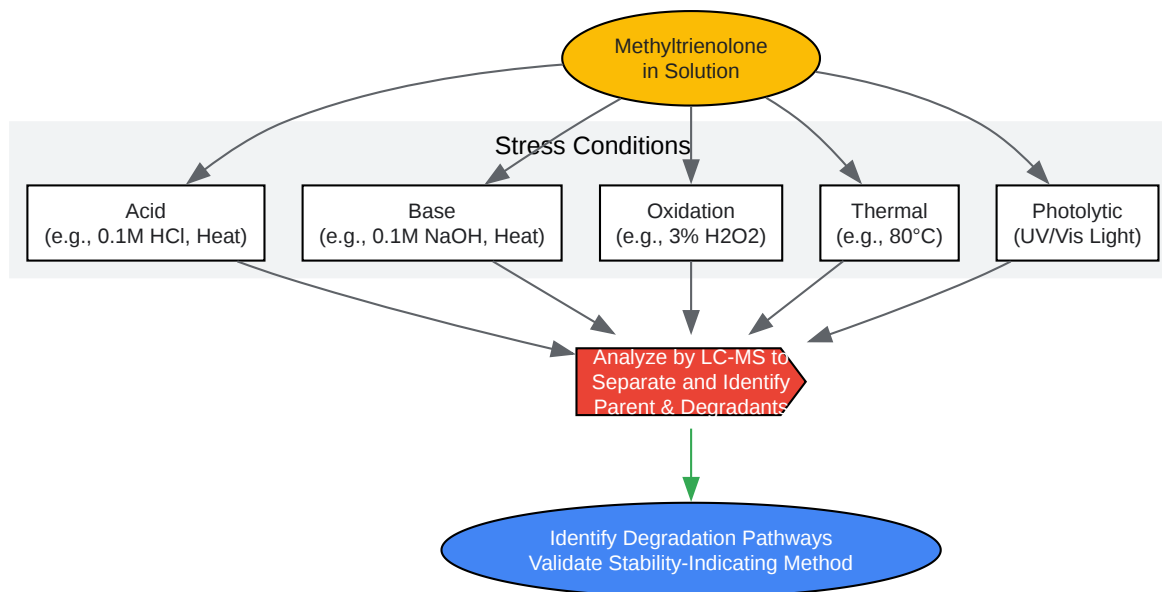 Methyltrienolone
in Solution
Stress Conditions
Acid
(e.g., 0.1M HCl, Heat)
Base
(e.g., 0.1M NaOH, Heat)
Oxidation
(e.g., 3% H2O2)
Thermal
(e.g., 80°C)
Photolytic
(UV/Vis Light)
Analyze by LC-MS to
Separate and Identify
Parent & Degradants
Identify Degradation Pathways
Validate Stability-Indicating Method